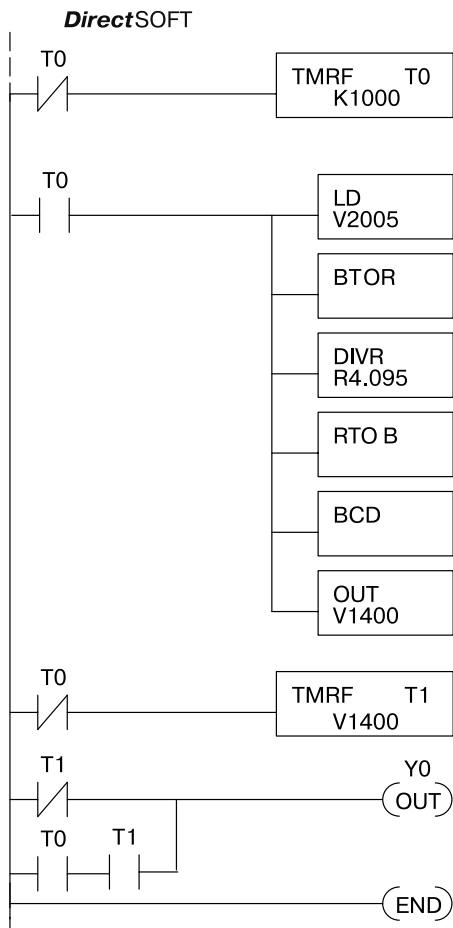 DirectSOFT
T0
TMRF T0
K1000
T0
LD
V2005
BTOR
DIVR
R4.095
RTO B
BCD
OUT
V1400
T0
TMRF T1
V1400
T1
Y0
OUT
T0 T1
END